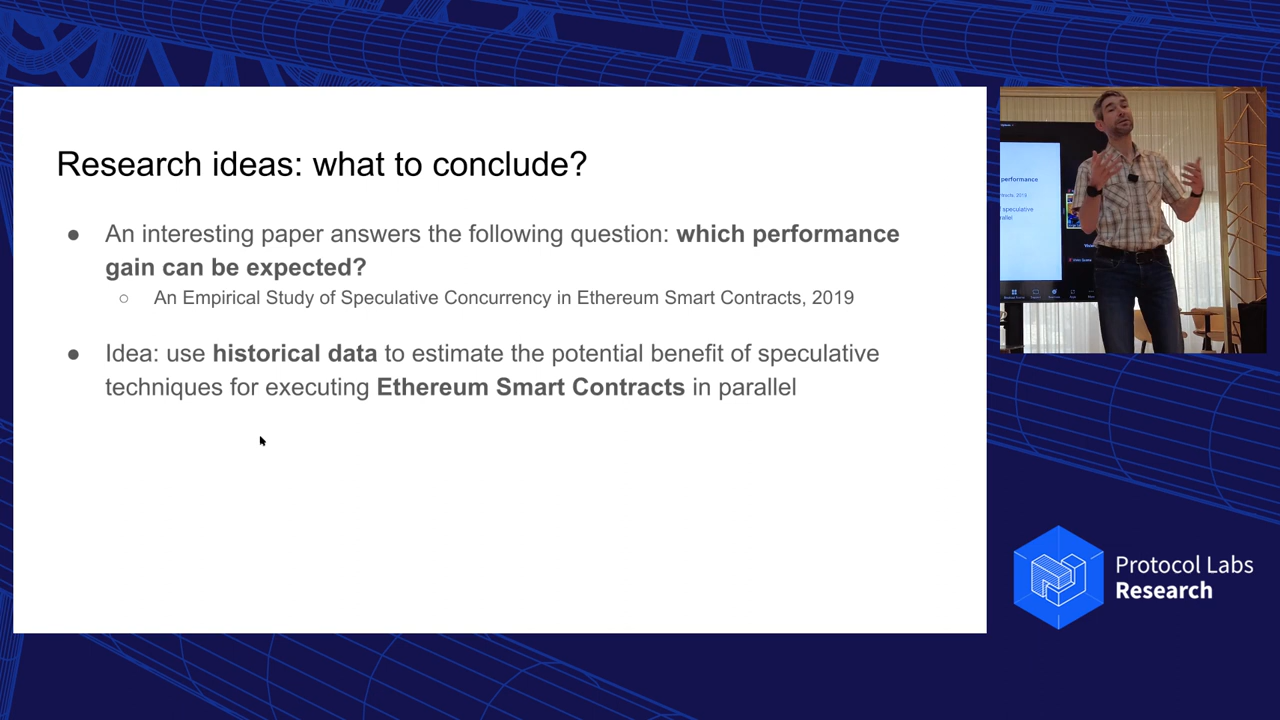 Research ideas: what to conclude?
● An interesting paper answers the following question: which performance
gain can be expected?
○ An Empirical Study of Speculative Concurrency in Ethereum Smart Contracts, 2019
● Idea: use historical data to estimate the potential benefit of speculative
techniques for executing Ethereum Smart Contracts in parallel
performance
speculative
Protocol Labs
Research